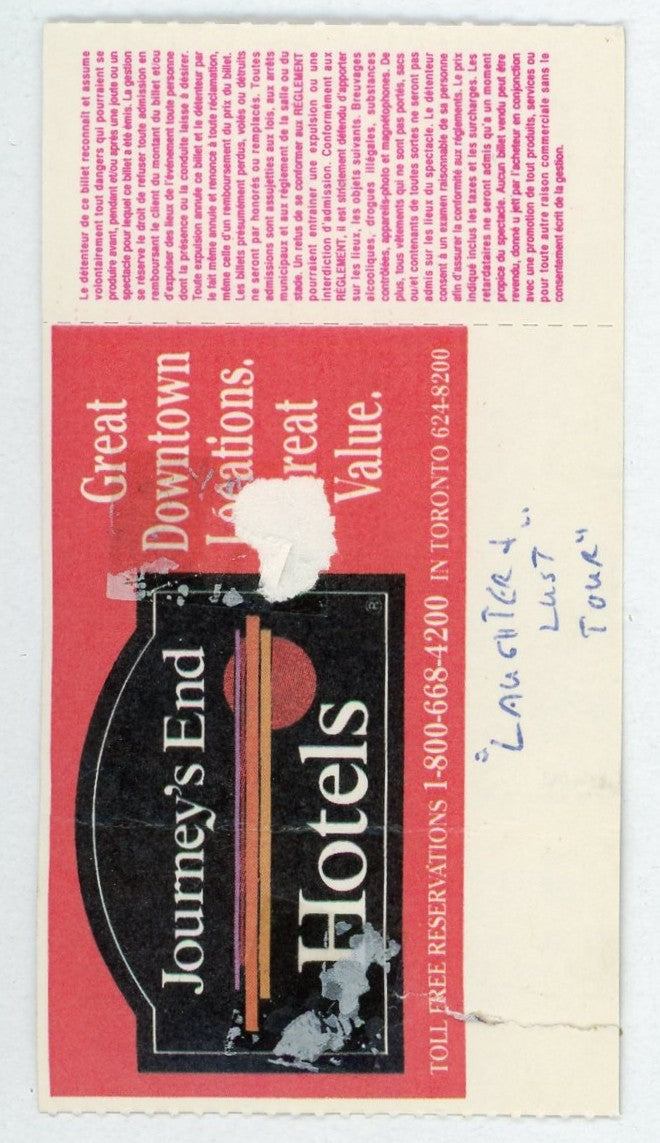 Journey's End
Hotels
®
Great
Downtown
Locations.
Great
Value.
TOLL FREE RESERVATIONS 1-800-668-4200 IN TORONTO 624-8200
"LAUGHTER &
LUST
TOUR"
Le détenteur de ce billet reconnaît et assume
volontairement tout dangers qui pourraient se
produire avant, pendant et/ou après une joute ou un
spectacle pour lequel ce billet a été émis. La gestion
se réserve le droit de refuser toute admission en
remboursant le client du montant du billet et/ou
d'expulser des lieux de l'événement toute personne
dont la présence ou la conduite laisse à désirer.
Toute expulsion annule ce billet et le détenteur par
le fait même annule et renonce à toute réclamation,
même celle d'un remboursement du prix du billet.
Les billets présumément perdus, volés ou détruits
ne seront par honorés ou remplacés. Toutes
admissions sont assujetties aux lois, aux arrêts
municipaux et aux règlement de la salle ou du
stade. Un refus de se conformer aux RÈGLEMENT
pourraient entraîner une expulsion ou une
interdiction d'admission. Conformément aux
RÈGLEMENT, il est strictement défendu d'apporter
sur les lieux, les objets suivants. Breuvages
alcooliques, drogues illégales, substances
contrôlées, appareils-photo et magnétophones. De
plus, tous vêtements qui ne sont pas portés, sacs
ou/et contenants de toutes sortes ne seront pas
admis sur les lieux du spectacle. Le détenteur
consent à un examen raisonnable de sa personne
afin d'assurer la conformité aux règlements. Le prix
indiqué inclus les taxes et les surcharges. Les
retardataires ne seront admis qu'a un moment
propice du spectacle. Aucun billet vendu peut être
revendu, donné u jeti par l'acheteur en conjonction
avec une promotion de tout produits, services ou
pour toute autre raison commerciale sans le
consentement écrit de la gestion.